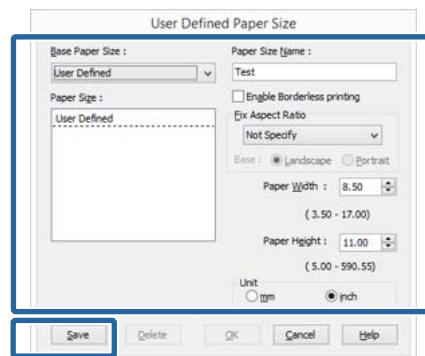 User Defined Paper Size
Base Paper Size :
User Defined
Paper Size :
User Defined
Paper Size Name :
Test
Enable Borderless printing
Fix Aspect Ratio
Not Specify
Base : Landscape Portrait
Paper Width : 8.50
( 3.50 - 17.00)
Paper Height : 11.00
( 5.00 - 590.55)
Unit
mm inch
Save Delete OK Cancel Help